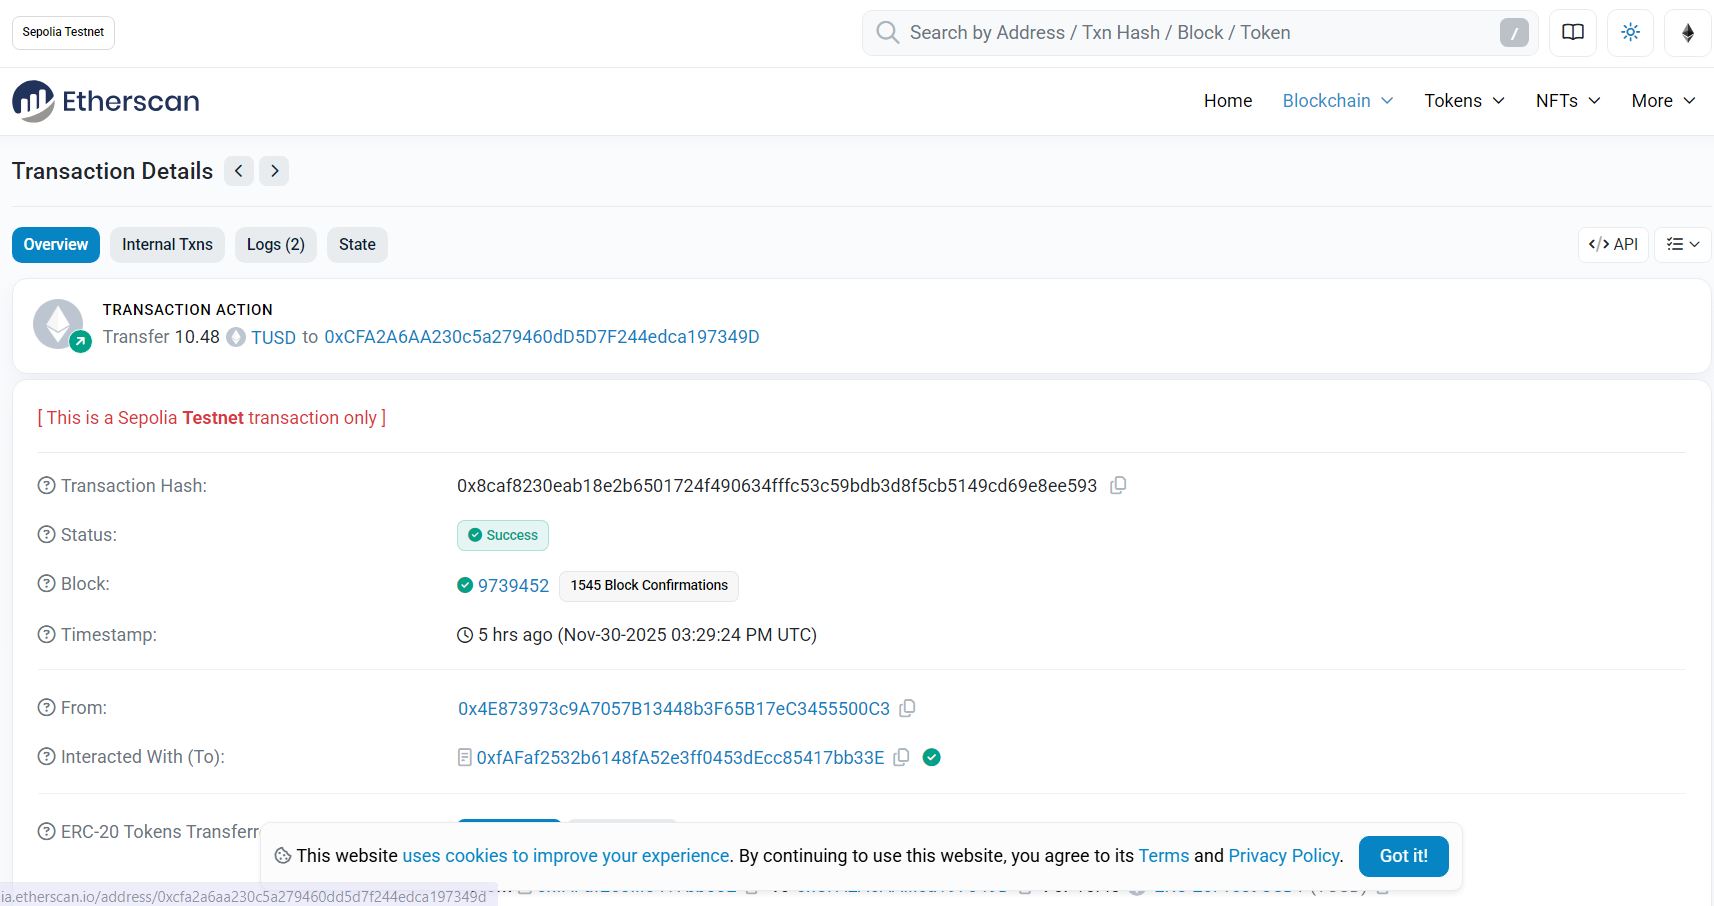 Sepolia Testnet
Search by Address / Txn Hash / Block / Token
/
Etherscan
Home Blockchain Tokens NFTs More
Transaction Details
Overview Internal Txns Logs (2) State
</> API
TRANSACTION ACTION
Transfer 10.48 TUSD to 0xCFA2A6AA230c5a279460dD5D7F244edca197349D
[ This is a Sepolia Testnet transaction only ]
Transaction Hash: 0x8caf8230eab18e2b6501724f490634fffc53c59bdb3d8f5cb5149cd69e8ee593
Status: Success
Block: 9739452 1545 Block Confirmations
Timestamp: 5 hrs ago (Nov-30-2025 03:29:24 PM UTC)
From: 0x4E873973c9A7057B13448b3F65B17eC3455500C3
Interacted With (To): 0xfAFaf2532b6148fA52e3ff0453dEcc85417bb33E
ERC-20 Tokens Transferr
This website uses cookies to improve your experience. By continuing to use this website, you agree to its Terms and Privacy Policy.
Got it!
ia.etherscan.io/address/0xcfa2a6aa230c5a279460dd5d7f244edca197349d